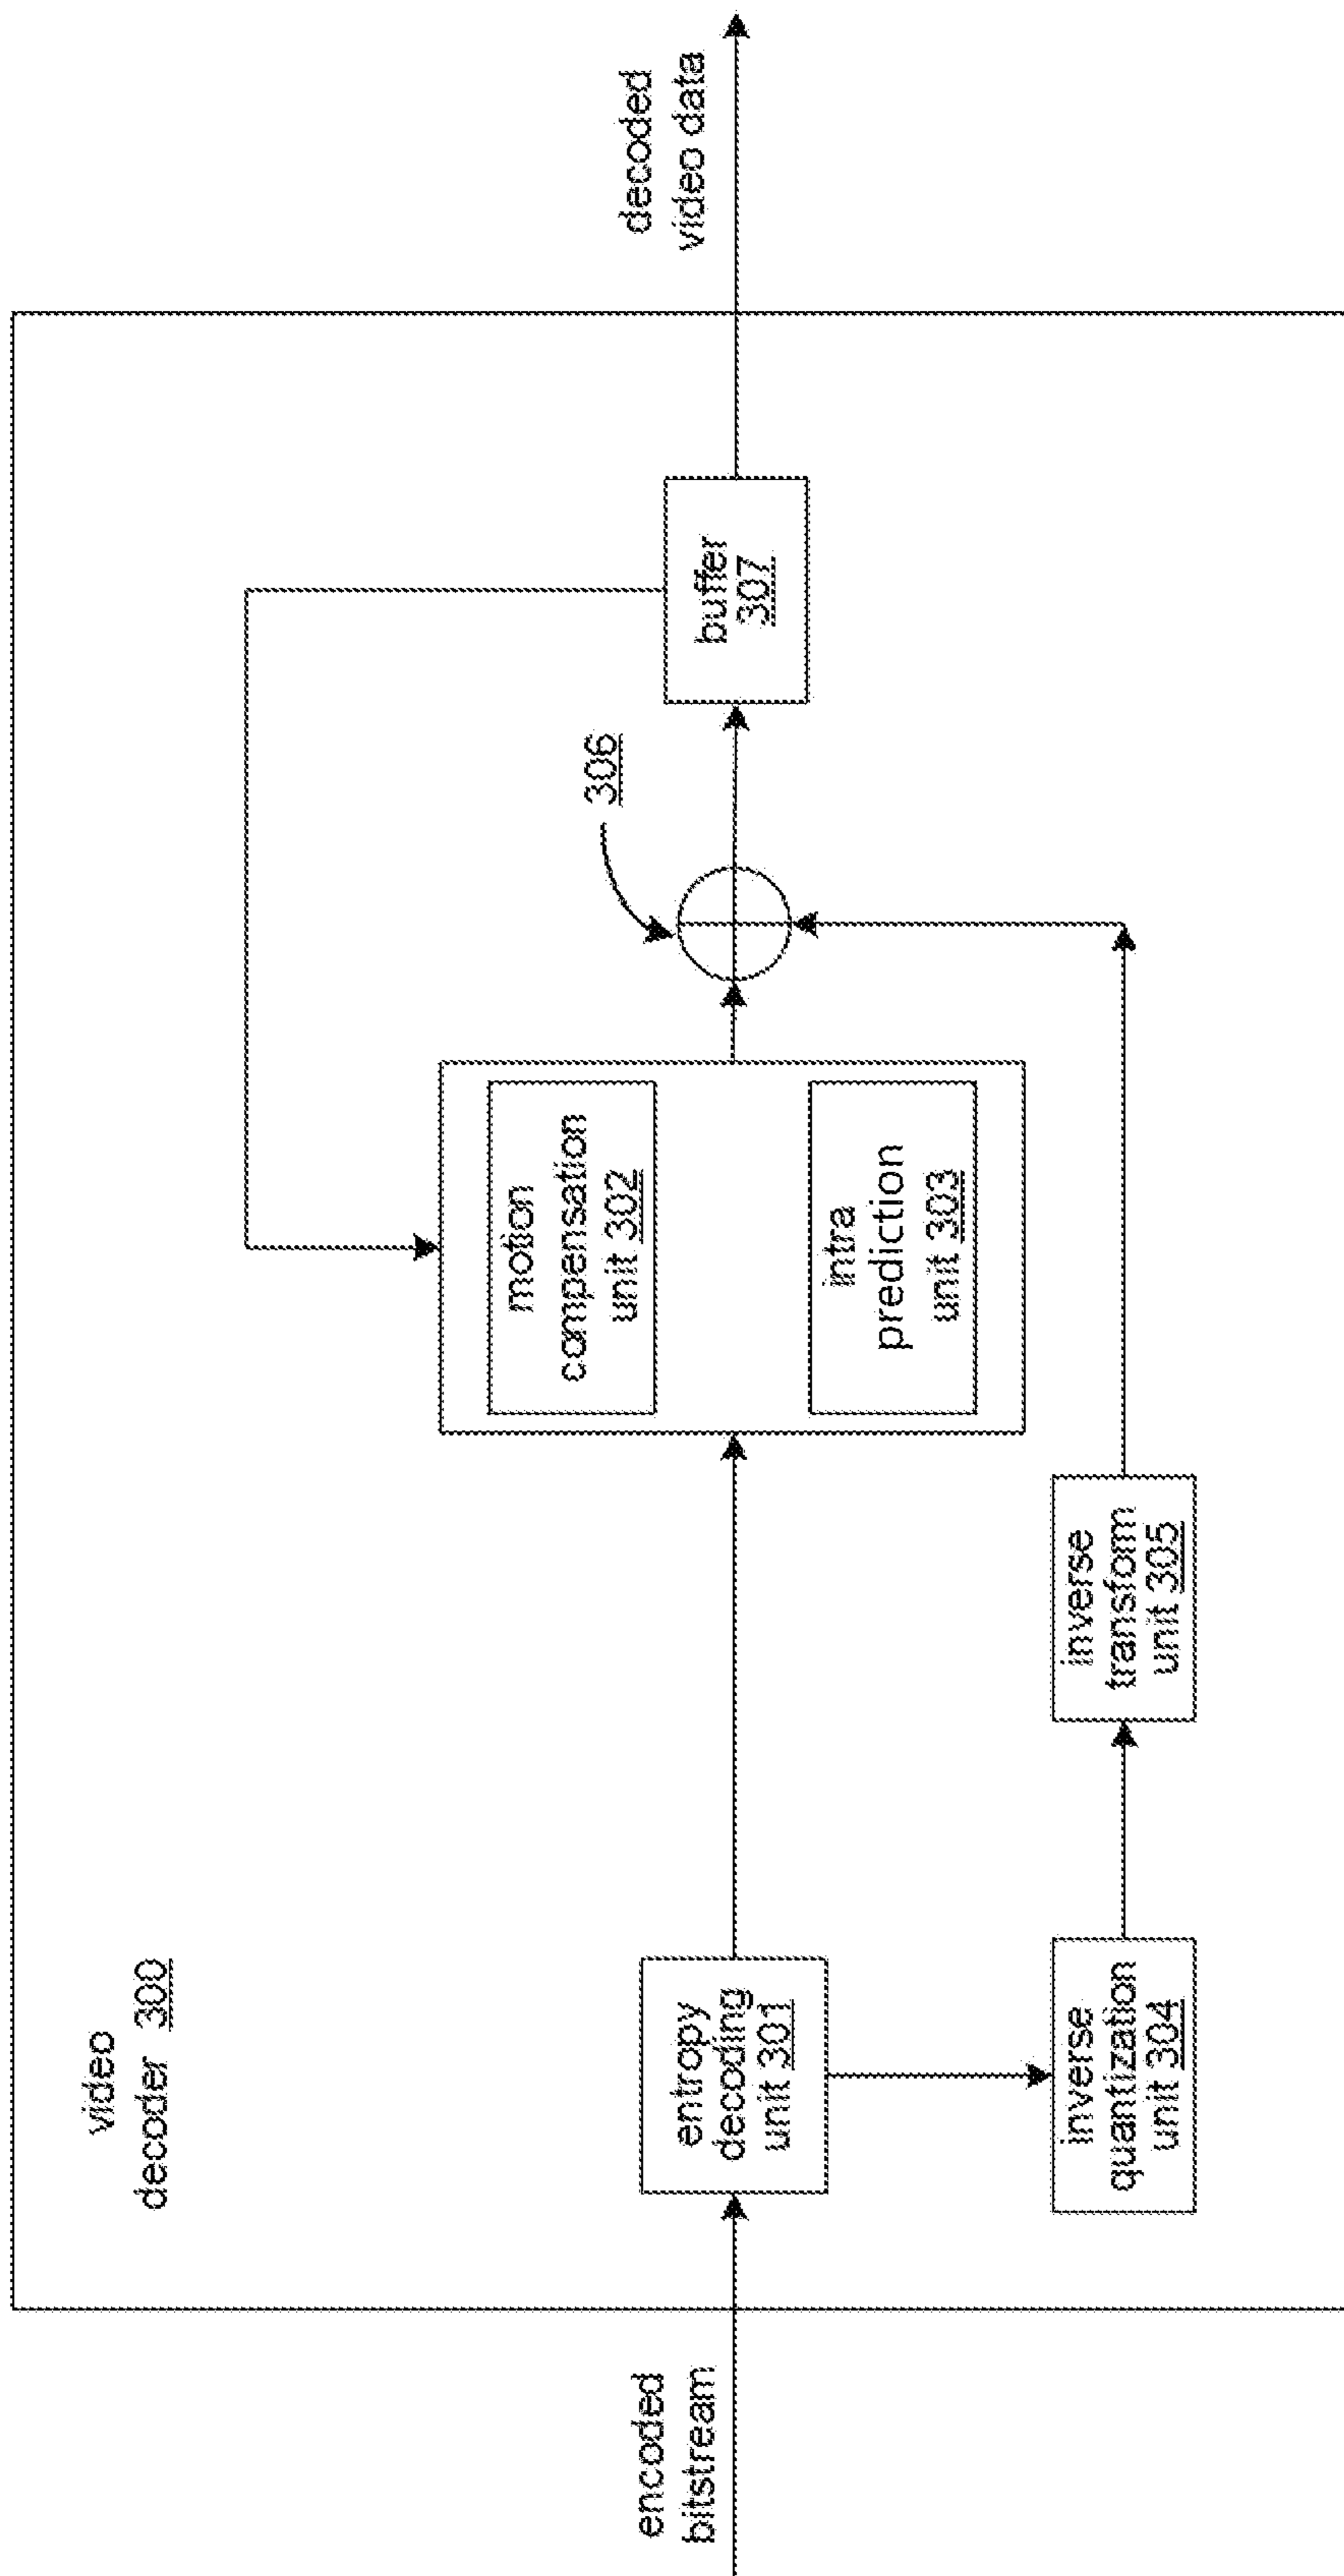 video
decoder 300
encoded
bitstream
entropy
decoding
unit 301
inverse
quantization
unit 304
inverse
transform
unit 305
motion
compensation
unit 302
intra
prediction
unit 303
306
buffer
307
decoded
video data